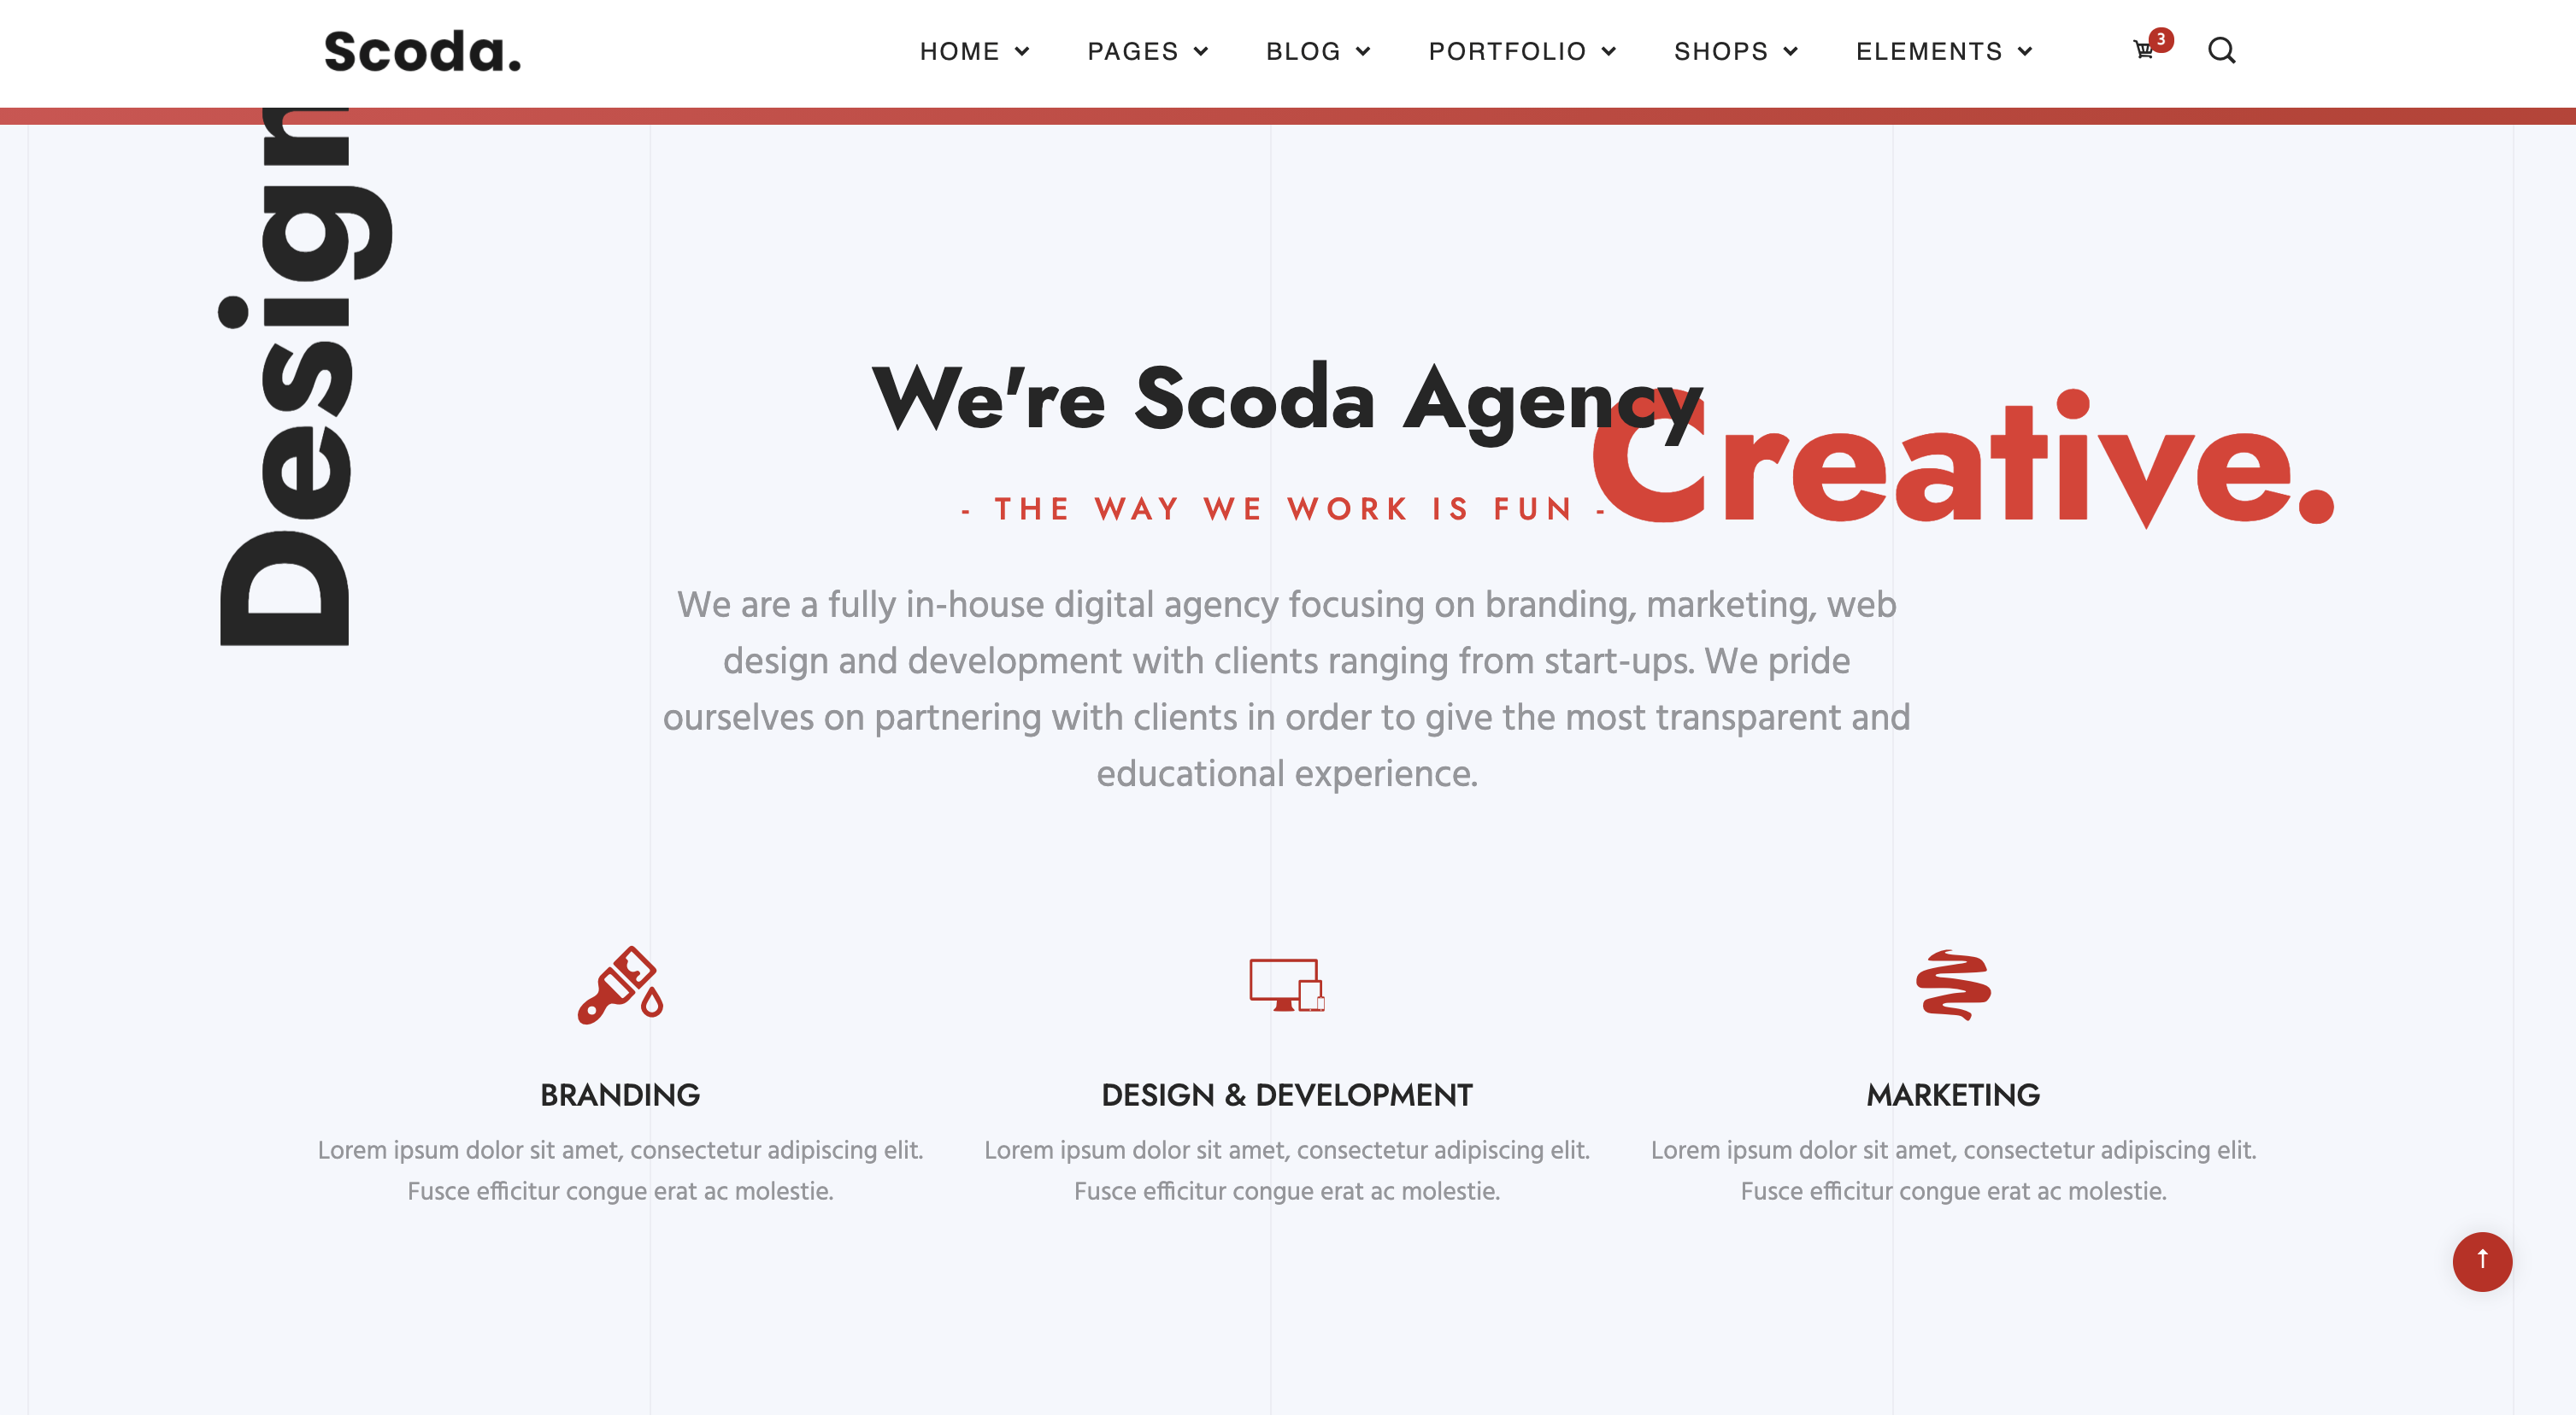 Scoda.
HOME PAGES BLOG PORTFOLIO SHOPS ELEMENTS 3
Design
We're Scoda Agency
Creative.
- THE WAY WE WORK IS FUN -
We are a fully in-house digital agency focusing on branding, marketing, web
design and development with clients ranging from start-ups. We pride
ourselves on partnering with clients in order to give the most transparent and
educational experience.
BRANDING
Lorem ipsum dolor sit amet, consectetur adipiscing elit.
Fusce efficitur congue erat ac molestie.
DESIGN & DEVELOPMENT
Lorem ipsum dolor sit amet, consectetur adipiscing elit.
Fusce efficitur congue erat ac molestie.
MARKETING
Lorem ipsum dolor sit amet, consectetur adipiscing elit.
Fusce efficitur congue erat ac molestie.